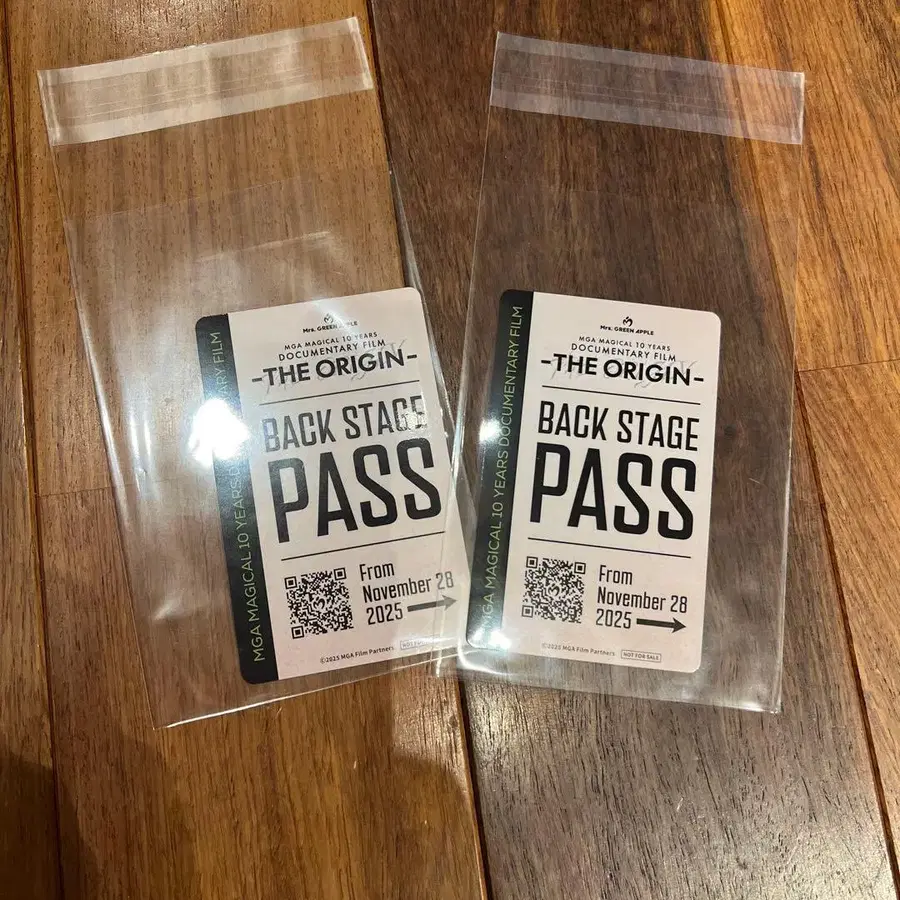 MGA MAGICAL 10 YEARS DOCUMENTARY FILM
Mrs. GREEN APPLE
MGA MAGICAL 10 YEARS
DOCUMENTARY FILM
-THE ORIGIN-
BACK STAGE
PASS
From
November 28
2025
©2025 MGA Film Partners
NOT FOR SALE
MGA MAGICAL 10 YEARS DOCUMENTARY FILM
Mrs. GREEN APPLE
MGA MAGICAL 10 YEARS
DOCUMENTARY FILM
-THE ORIGIN-
BACK STAGE
PASS
From
November 28
2025
©2025 MGA Film Partners
NOT FOR SALE